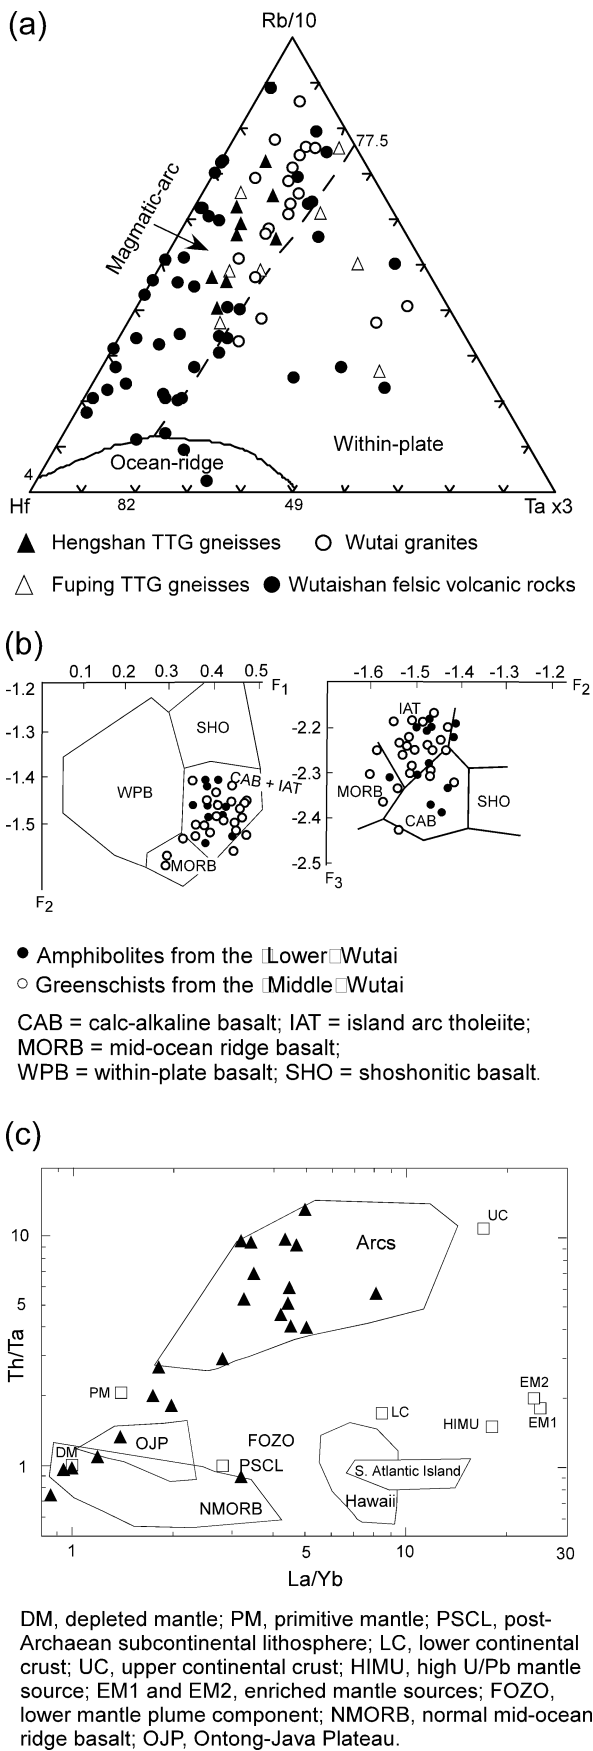 (a)
Rb/10
77.5
Magmatic-arc
Within-plate
Ocean-ridge
4
Hf
82
49
Ta x3
Hengshan TTG gneisses
Wutai granites
Fuping TTG gneisses
Wutaishan felsic volcanic rocks
(b)
0.1 0.2 0.3 0.4 0.5
F1
-1.2
-1.3
-1.4
-1.5
F2
SHO
WPB
CAB + IAT
MORB
-1.6 -1.5 -1.4 -1.3 -1.2
F2
-2.2
-2.3
-2.4
-2.5
F3
IAT
MORB
CAB
SHO
Amphibolites from the □Lower□Wutai
Greenschists from the □Middle□Wutai
CAB = calc-alkaline basalt; IAT = island arc tholeiite;
MORB = mid-ocean ridge basalt;
WPB = within-plate basalt; SHO = shoshonitic basalt.
(c)
10
5
1
Th/Ta
Arcs
UC
PM
EM2
EM1
HIMU
LC
DM
OJP
FOZO
PSCL
NMORB
S. Atlantic Island
Hawaii
1 5 10 30
La/Yb
DM, depleted mantle; PM, primitive mantle; PSCL, post-
Archaean subcontinental lithosphere; LC, lower continental
crust; UC, upper continental crust; HIMU, high U/Pb mantle
source; EM1 and EM2, enriched mantle sources; FOZO,
lower mantle plume component; NMORB, normal mid-ocean
ridge basalt; OJP, Ontong-Java Plateau.